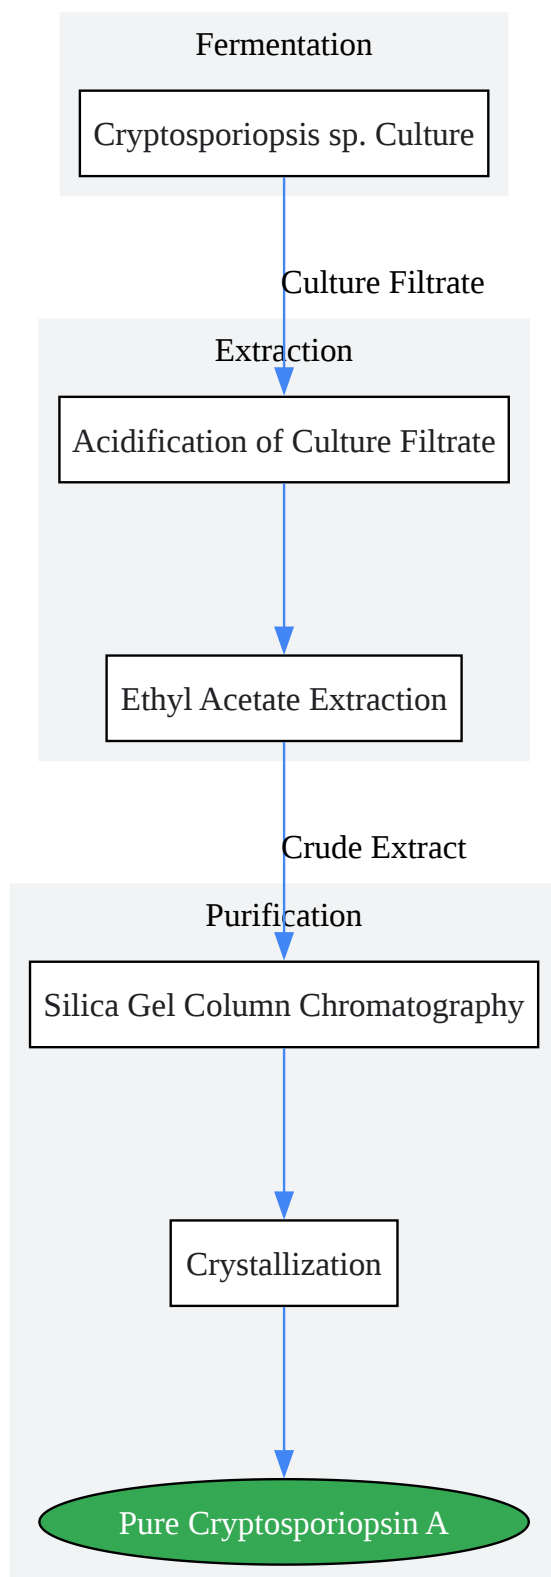 Fermentation
Cryptosporiopsis sp. Culture
Culture Filtrate
Extraction
Acidification of Culture Filtrate
Ethyl Acetate Extraction
Crude Extract
Purification
Silica Gel Column Chromatography
Crystallization
Pure Cryptosporiopsin A